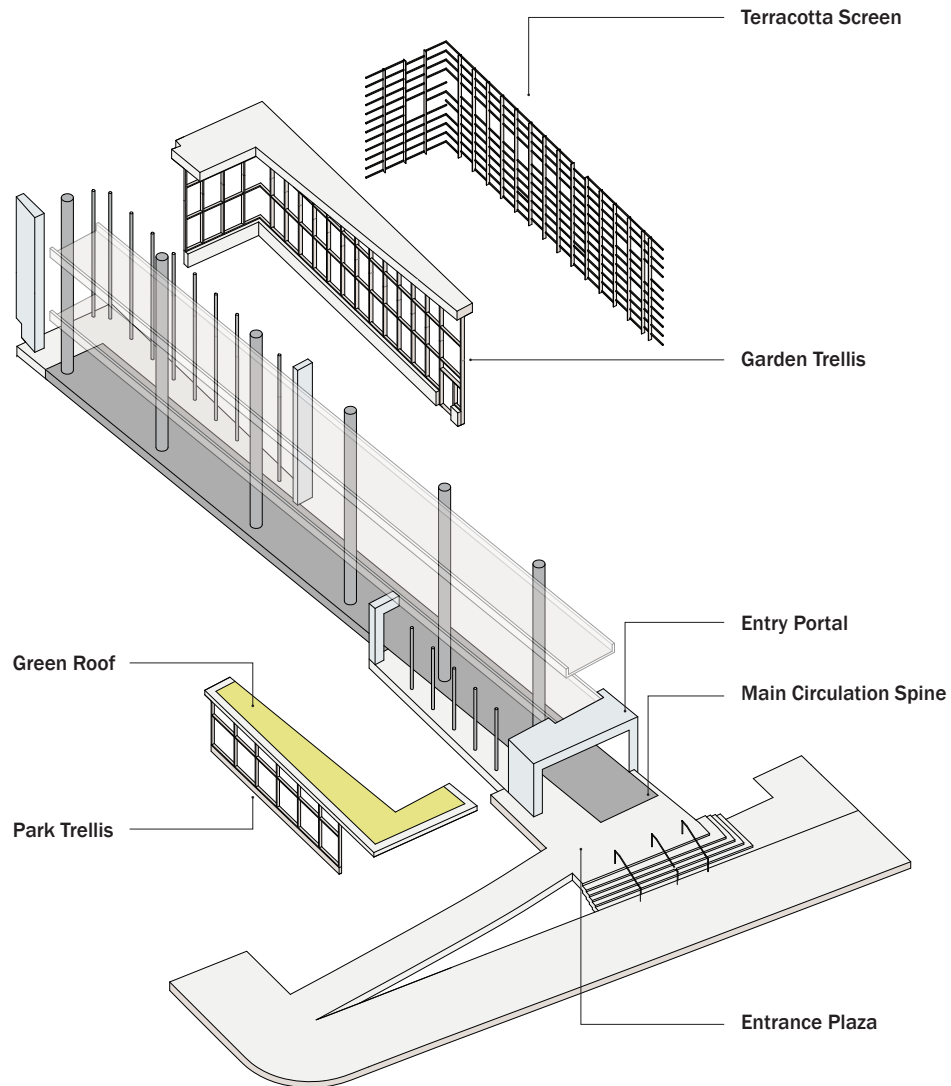 Terracotta Screen
Garden Trellis
Entry Portal
Green Roof
Main Circulation Spine
Park Trellis
Entrance Plaza